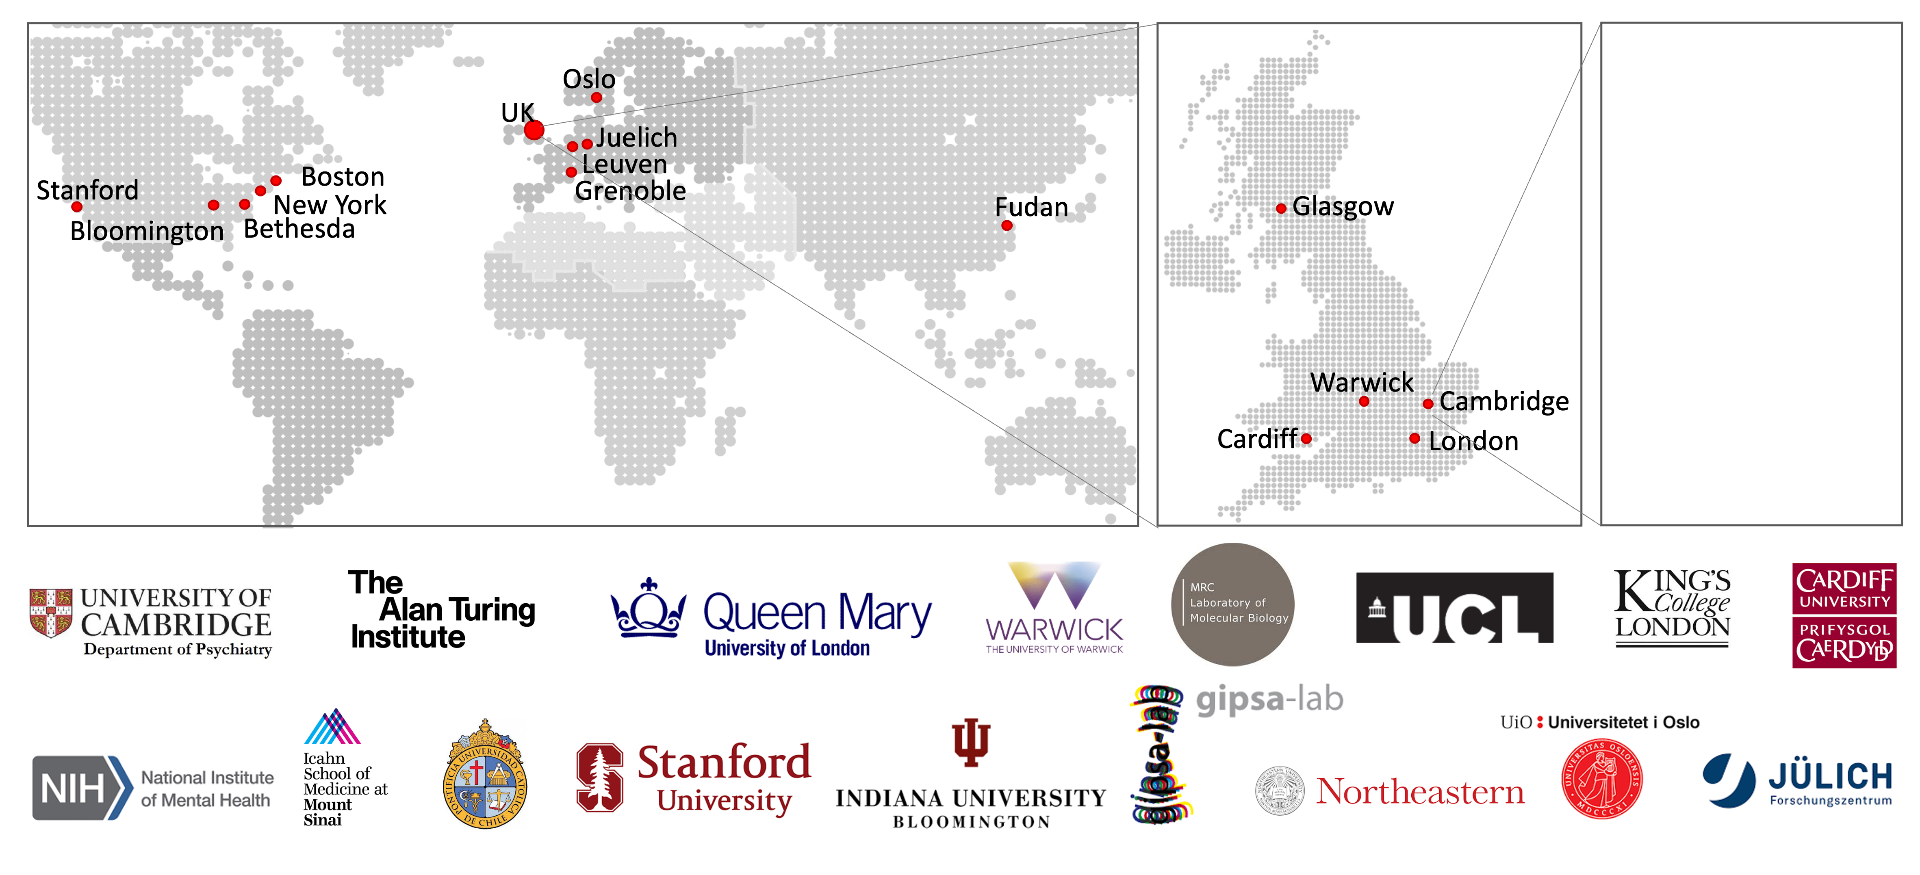 Oslo
UK
Juelich
Leuven
Grenoble
Boston
Stanford
New York
Bloomington
Bethesda
Fudan
Glasgow
Warwick
Cambridge
Cardiff
London
UNIVERSITY OF
CAMBRIDGE
Department of Psychiatry
The
Alan Turing
Institute
Queen Mary
University of London
WARWICK
THE UNIVERSITY OF WARWICK
MRC
Laboratory of
Molecular Biology
UCL
KING'S
College
LONDON
CARDIFF
UNIVERSITY
PRIFYSGOL
CAERDYDD
NIH
National Institute
of Mental Health
Icahn
School of
Medicine at
Mount
Sinai
PONTIFICIA UNIVERSIDAD CATOLICA DE CHILE
Stanford
University
INDIANA UNIVERSITY
BLOOMINGTON
gipsa-lab
gipsa-lab
Northeastern
UiO : Universitetet i Oslo
UNIVERSITAS OSLOENSIS
MDCCCXI
JÜLICH
Forschungszentrum